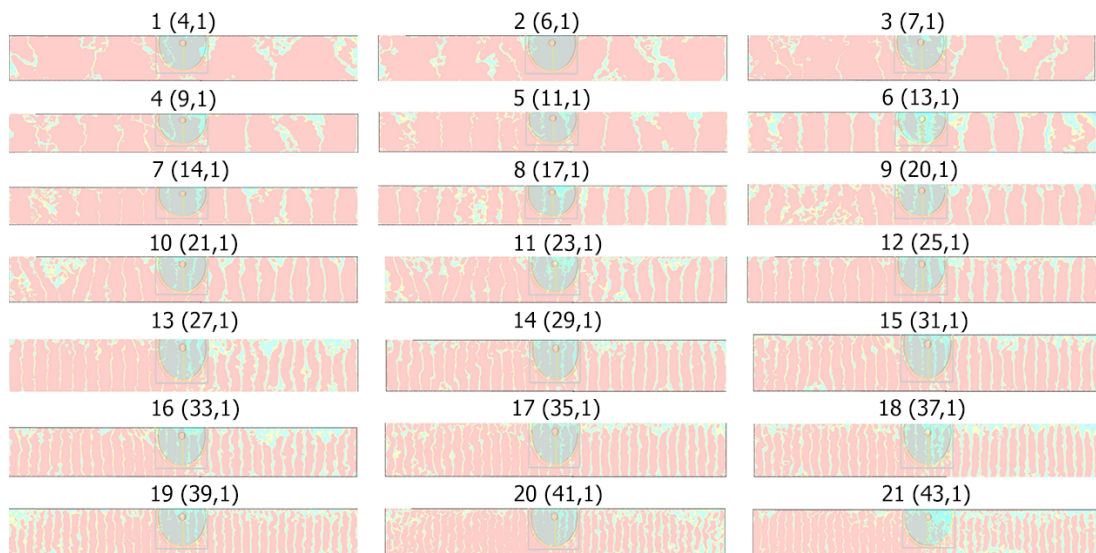 1 (4,1) 2 (6,1) 3 (7,1)
4 (9,1) 5 (11,1) 6 (13,1)
7 (14,1) 8 (17,1) 9 (20,1)
10 (21,1) 11 (23,1) 12 (25,1)
13 (27,1) 14 (29,1) 15 (31,1)
16 (33,1) 17 (35,1) 18 (37,1)
19 (39,1) 20 (41,1) 21 (43,1)